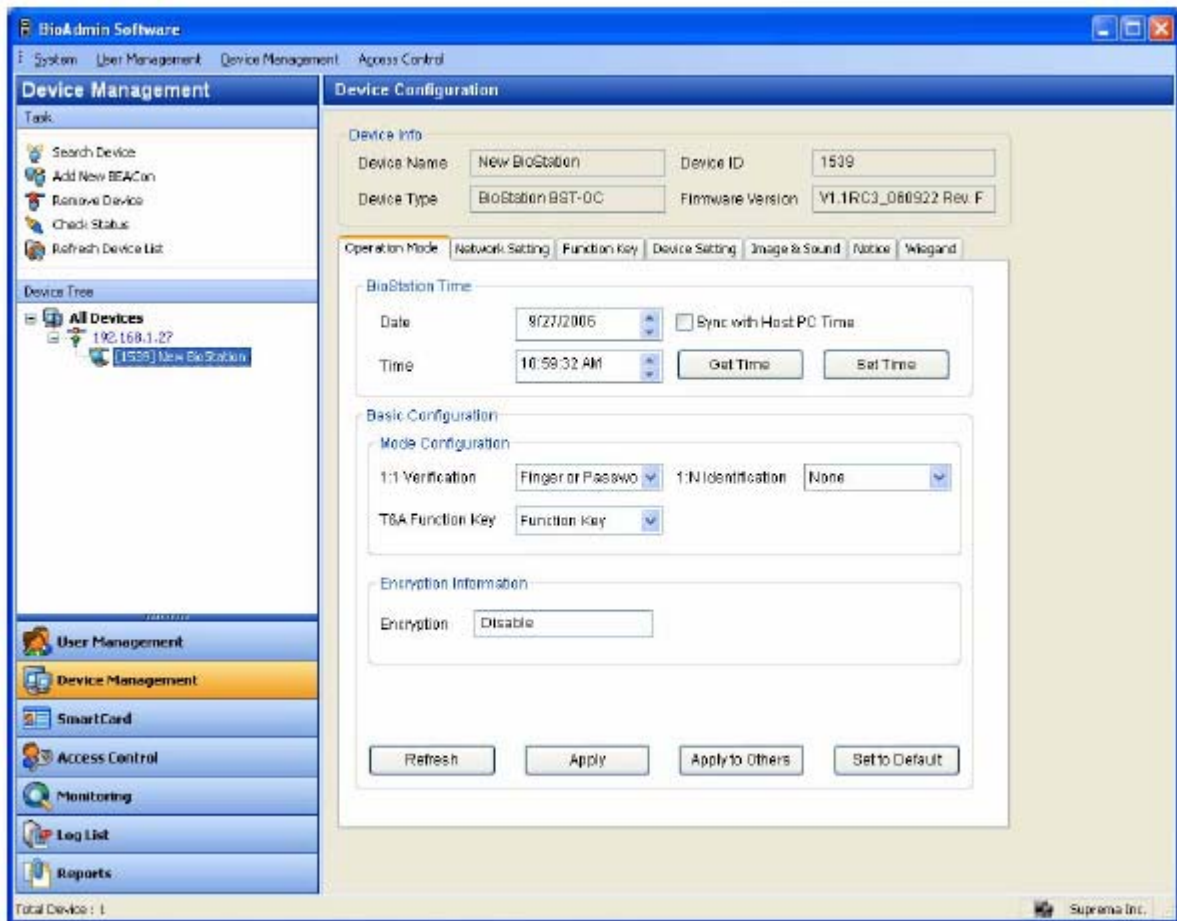 BioAdmin Software
System User Management Device Management Access Control
Device Management
Task
Search Device
Add New BEACon
Remove Device
Check Status
Refresh Device List
Device Tree
All Devices
192.168.1.27
[1539] New BioStation
User Management
Device Management
SmartCard
Access Control
Monitoring
Log List
Reports
Device Configuration
Device Info
Device Name New BioStation Device ID 1539
Device Type BioStation BST-OC Firmware Version V1.1RC3_060922 Rev. F
Operation Mode Network Setting Function Key Device Setting Image & Sound Notice Wiegand
BioStation Time
Date 9/27/2006 Sync with Host PC Time
Time 10:59:32 AM Get Time Set Time
Basic Configuration
Mode Configuration
1:1 Verification Finger or Passwo 1:N Identification None
T&A Function Key Function Key
Encryption Information
Encryption Disable
Refresh Apply Apply to Others Set to Default
Total Device : 1 Suprema Inc.